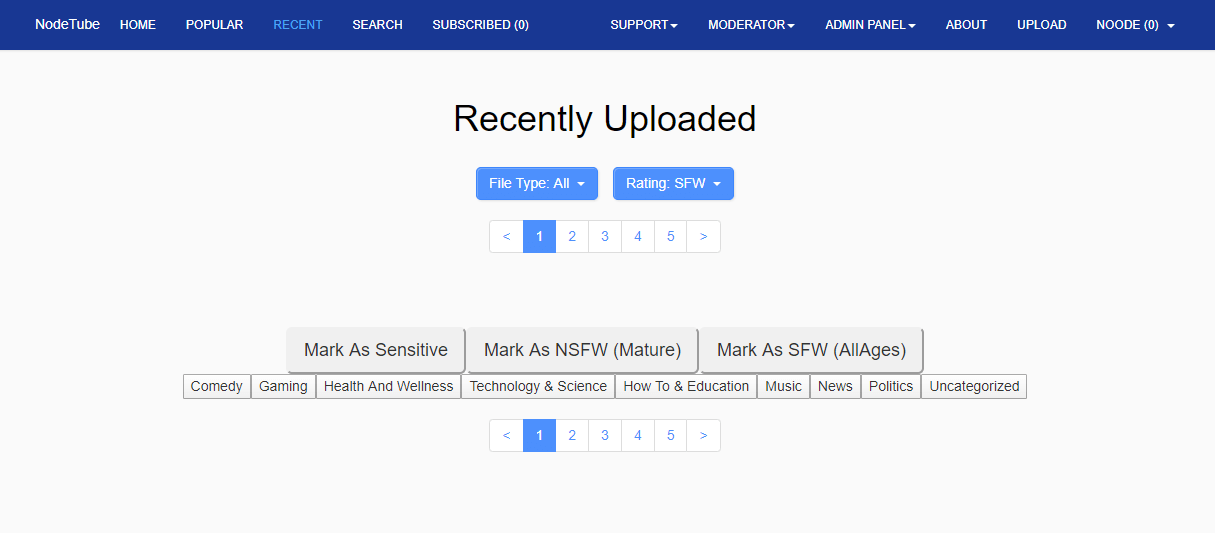 NodeTube HOME POPULAR RECENT SEARCH SUBSCRIBED (0) SUPPORT MODERATOR ADMIN PANEL ABOUT UPLOAD NOODE (0)
Recently Uploaded
File Type: All Rating: SFW
< 1 2 3 4 5 >
Mark As Sensitive Mark As NSFW (Mature) Mark As SFW (AllAges)
Comedy Gaming Health And Wellness Technology & Science How To & Education Music News Politics Uncategorized
< 1 2 3 4 5 >